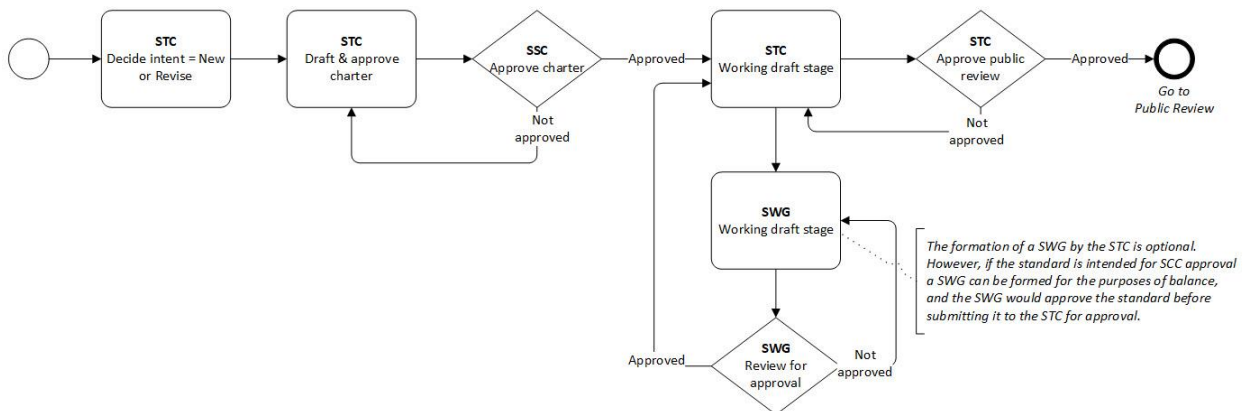 STC
Decide intent = New
or Revise
STC
Draft & approve
charter
SSC
Approve charter
Approved
Not
approved
STC
Working draft stage
STC
Approve public
review
Approved
Not
approved
Go to
Public Review
SWG
Working draft stage
The formation of a SWG by the STC is optional.
However, if the standard is intended for SCC approval
a SWG can be formed for the purposes of balance,
and the SWG would approve the standard before
submitting it to the STC for approval.
SWG
Review for
approval
Approved
Not
approved